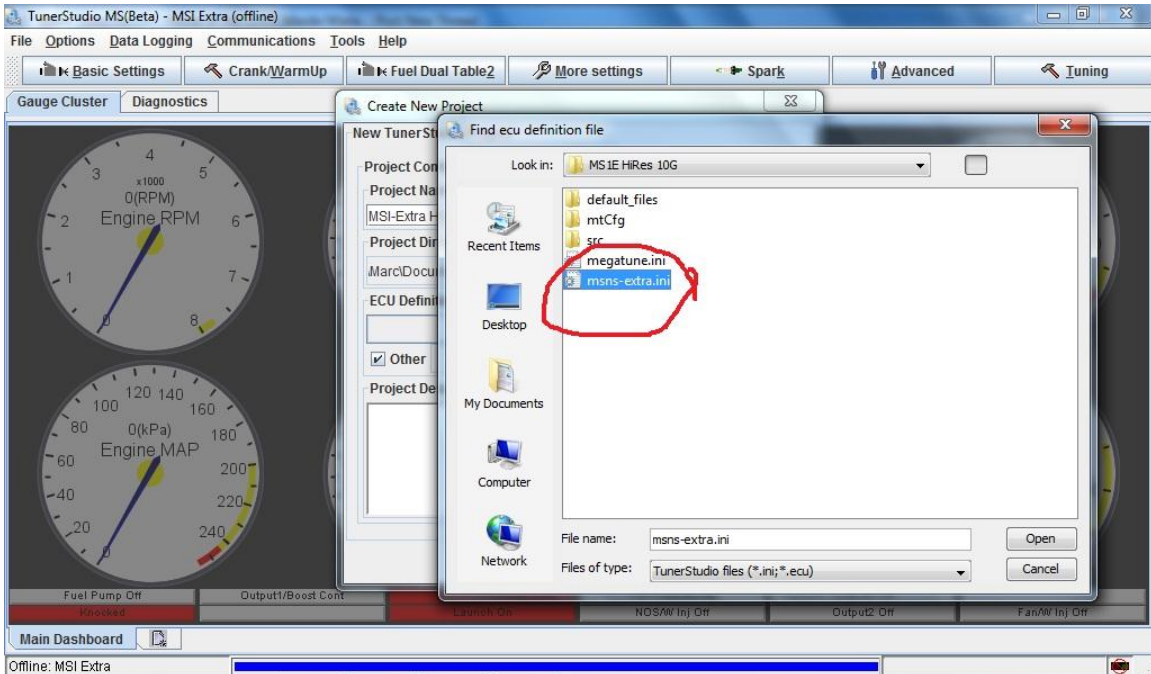 TunerStudio MS(Beta) - MSI Extra (offline)
File Options Data Logging Communications Tools Help
Basic Settings Crank/WarmUp Fuel Dual Table2 More settings Spark Advanced Tuning
Gauge Cluster Diagnostics
Create New Project
New TunerSt
Project Con
Project Na
MSI-Extra H
Project Dir
Marc\Docu
ECU Definit
Other
Project De
Find ecu definition file
Look in: MS1E HiRes 10G
Recent Items
Desktop
My Documents
Computer
Network
default_files
mtCfg
src
megatune.ini
msns-extra.ini
File name: msns-extra.ini Open
Files of type: TunerStudio files (*.ini;*.ecu) Cancel
0 1 2 3 4 5 6 7 8
x1000
0(RPM)
Engine RPM
0 20 40 60 80 100 120 140 160 180 200 220 240
0(kPa)
Engine MAP
Fuel Pump Off Output1/Boost Cont
Knocked Launch On NOS/W Inj Off Output2 Off Fan/W Inj Off
Main Dashboard
Offline: MSI Extra